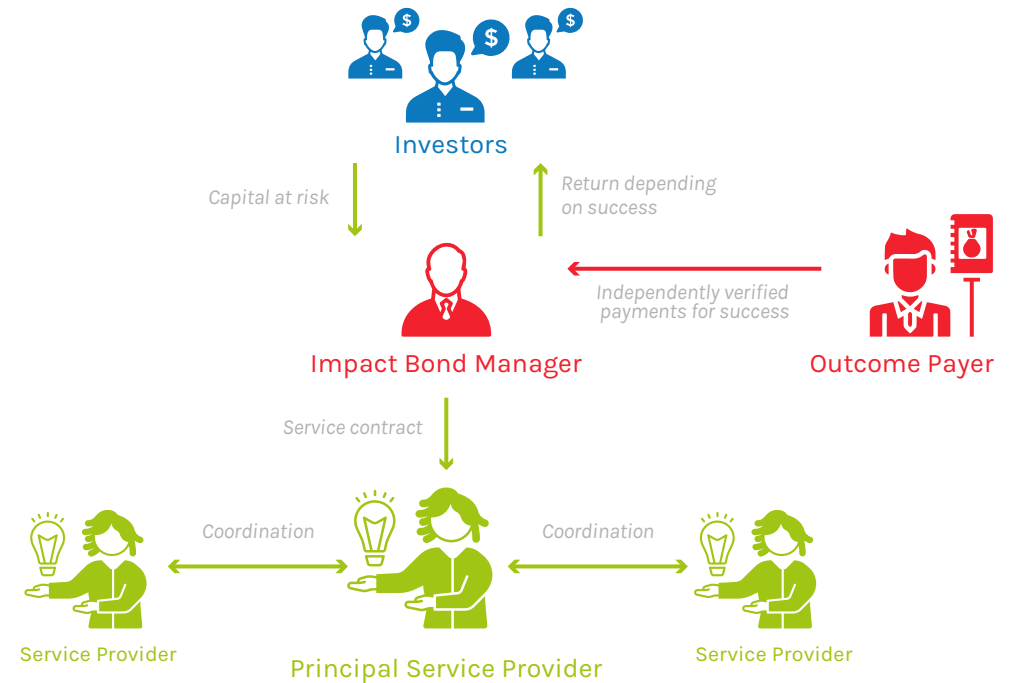 $
$
$
Investors
Capital at risk
Return depending
on success
Independently verified
payments for success
Impact Bond Manager
Outcome Payer
Service contract
Coordination
Coordination
Service Provider
Principal Service Provider
Service Provider